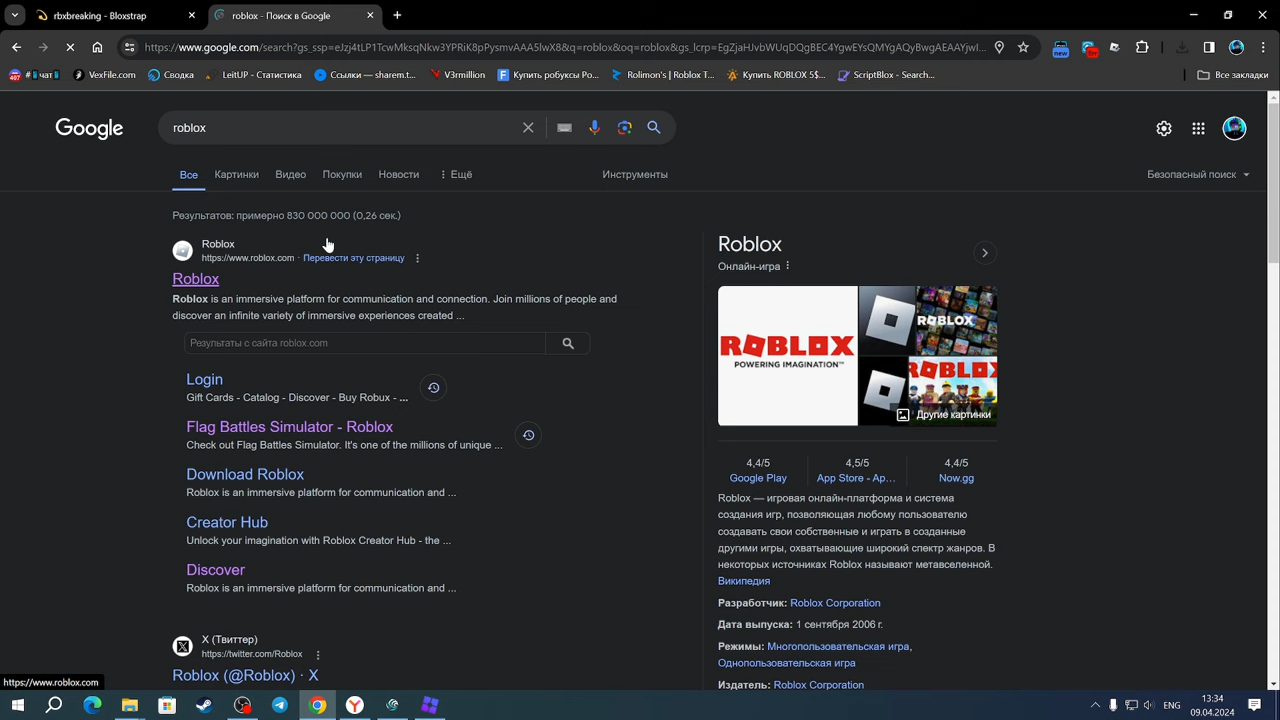 rbxbreaking - Bloxstrap
roblox - Поиск в Google
https://www.google.com/search?gs_ssp=eJzj4tLP1TcwMksqNkw3YPRiK8pPysmvAAA5IwX8&q=roblox&oq=roblox&gs_lcrp=EgZjaHJvbWUqDQgBEC4YgwEYsQMYgAQyBwgAEAAYjwI...
Vexfile.com
Сводка
LeitUP - Статистика
Ссылки — sharem.t...
V3rmillion
Купить робуксы Ро...
Rolimon's | Roblox T...
Купить ROBLOX 5$...
ScriptBlox - Search...
Все закладки
Google
roblox
Все
Картинки
Видео
Покупки
Новости
Ещё
Инструменты
Безопасный поиск
Результатов: примерно 830 000 000 (0,26 сек.)
Roblox
https://www.roblox.com · Перевести эту страницу
Roblox
Roblox is an immersive platform for communication and connection. Join millions of people and
discover an infinite variety of immersive experiences created ...
Результаты с сайта roblox.com
Login
Gift Cards - Catalog - Discover - Buy Robux - ...
Flag Battles Simulator - Roblox
Check out Flag Battles Simulator. It's one of the millions of unique ...
Download Roblox
Roblox is an immersive platform for communication and ...
Creator Hub
Unlock your imagination with Roblox Creator Hub - the ...
Discover
Roblox is an immersive platform for communication and ...
X (Твиттер)
https://twitter.com/Roblox
Roblox (@Roblox) · X
Roblox
Онлайн-игра
ROBLOX
POWERING IMAGINATION™
ROBLOX
ROBLOX
Другие картинки
4,4/5
Google Play
4,5/5
App Store - Ap...
4,4/5
Now.gg
Roblox — игровая онлайн-платформа и система
создания игр, позволяющая любому пользователю
создавать свои собственные и играть в созданные
другими игры, охватывающие широкий спектр жанров. В
некоторых источниках Roblox называют метавселенной.
Википедия
Разработчик: Roblox Corporation
Дата выпуска: 1 сентября 2006 г.
Режимы: Многопользовательская игра,
Однопользовательская игра
Издатель: Roblox Corporation
https://www.roblox.com
new
ENG
13:34
09.04.2024